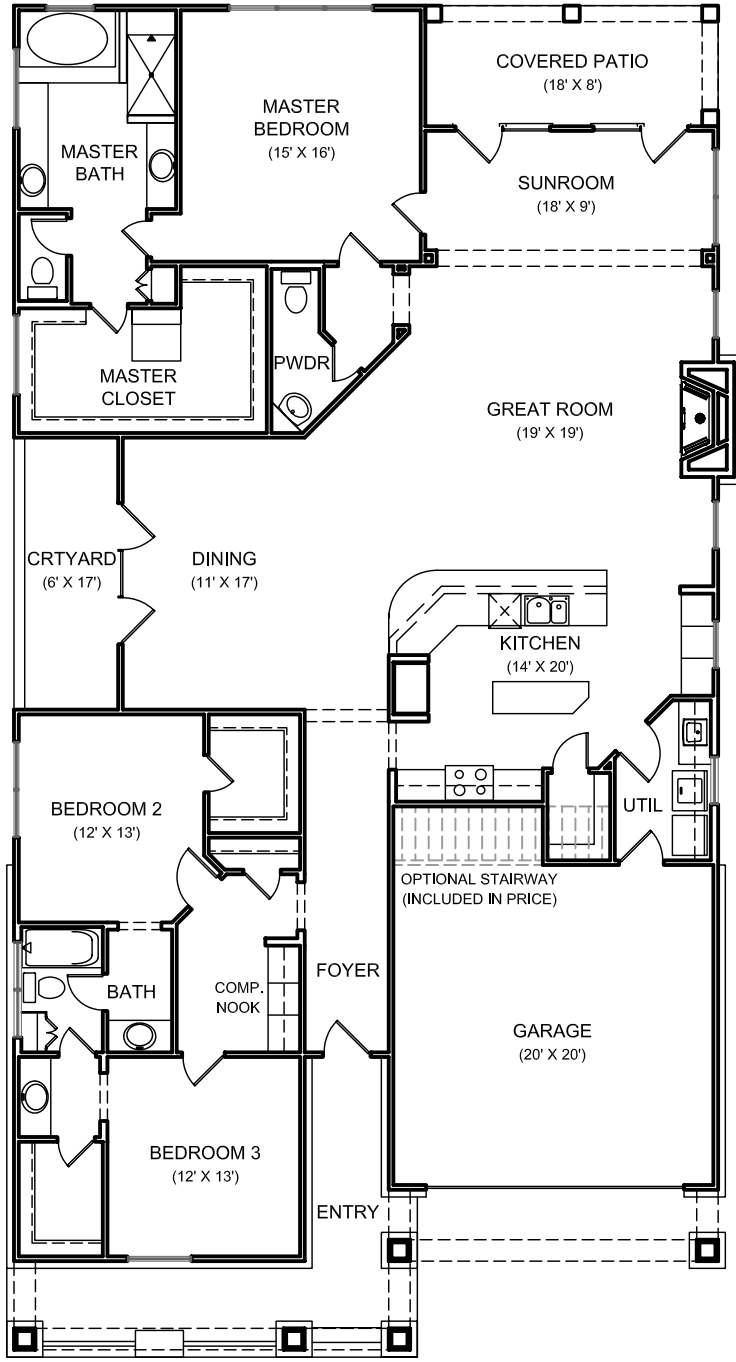 COVERED PATIO
(18' X 8')
MASTER
BEDROOM
(15' X 16')
MASTER
BATH
SUNROOM
(18' X 9')
PWDR
MASTER
CLOSET
GREAT ROOM
(19' X 19')
CRTYARD
(6' X 17')
DINING
(11' X 17')
KITCHEN
(14' X 20')
BEDROOM 2
(12' X 13')
UTIL
OPTIONAL STAIRWAY
(INCLUDED IN PRICE)
FOYER
BATH
COMP.
NOOK
GARAGE
(20' X 20')
BEDROOM 3
(12' X 13')
ENTRY